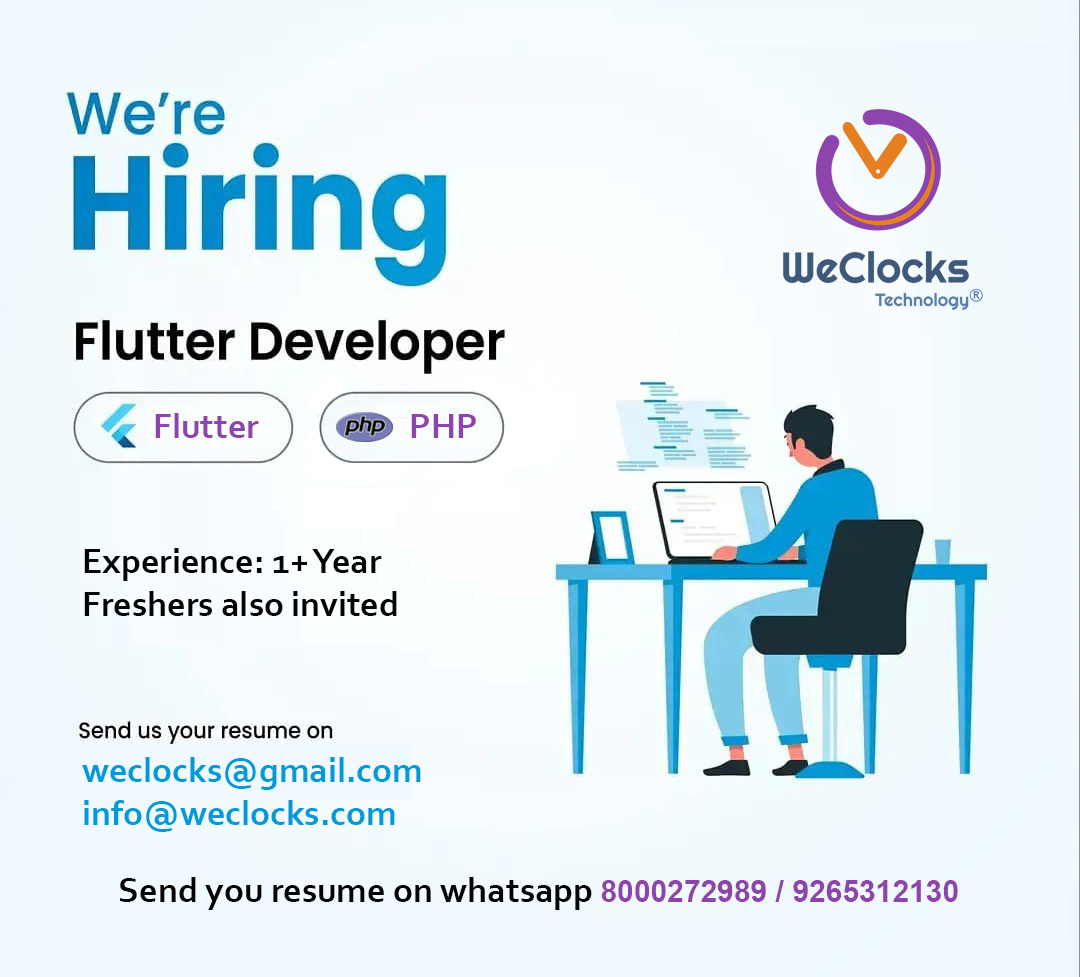 We're
Hiring
WeClocks
Technology®
Flutter Developer
Flutter
php PHP
Experience: 1+ Year
Freshers also invited
Send us your resume on
weclocks@gmail.com
info@weclocks.com
Send you resume on whatsapp 8000272989 / 9265312130